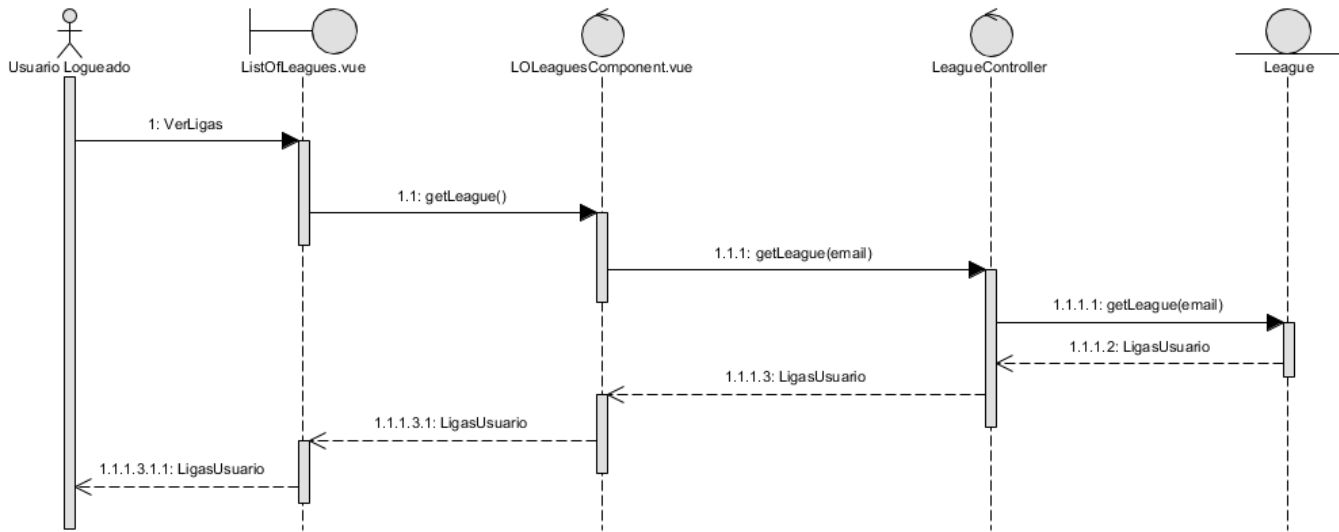 Usuario Logueado
ListOfLeagues.vue
LOLeaguesComponent.vue
LeagueController
League
1: VerLigas
1.1: getLeague()
1.1.1: getLeague(email)
1.1.1.1: getLeague(email)
1.1.1.2: LigasUsuario
1.1.1.3: LigasUsuario
1.1.1.3.1: LigasUsuario
1.1.1.3.1.1: LigasUsuario